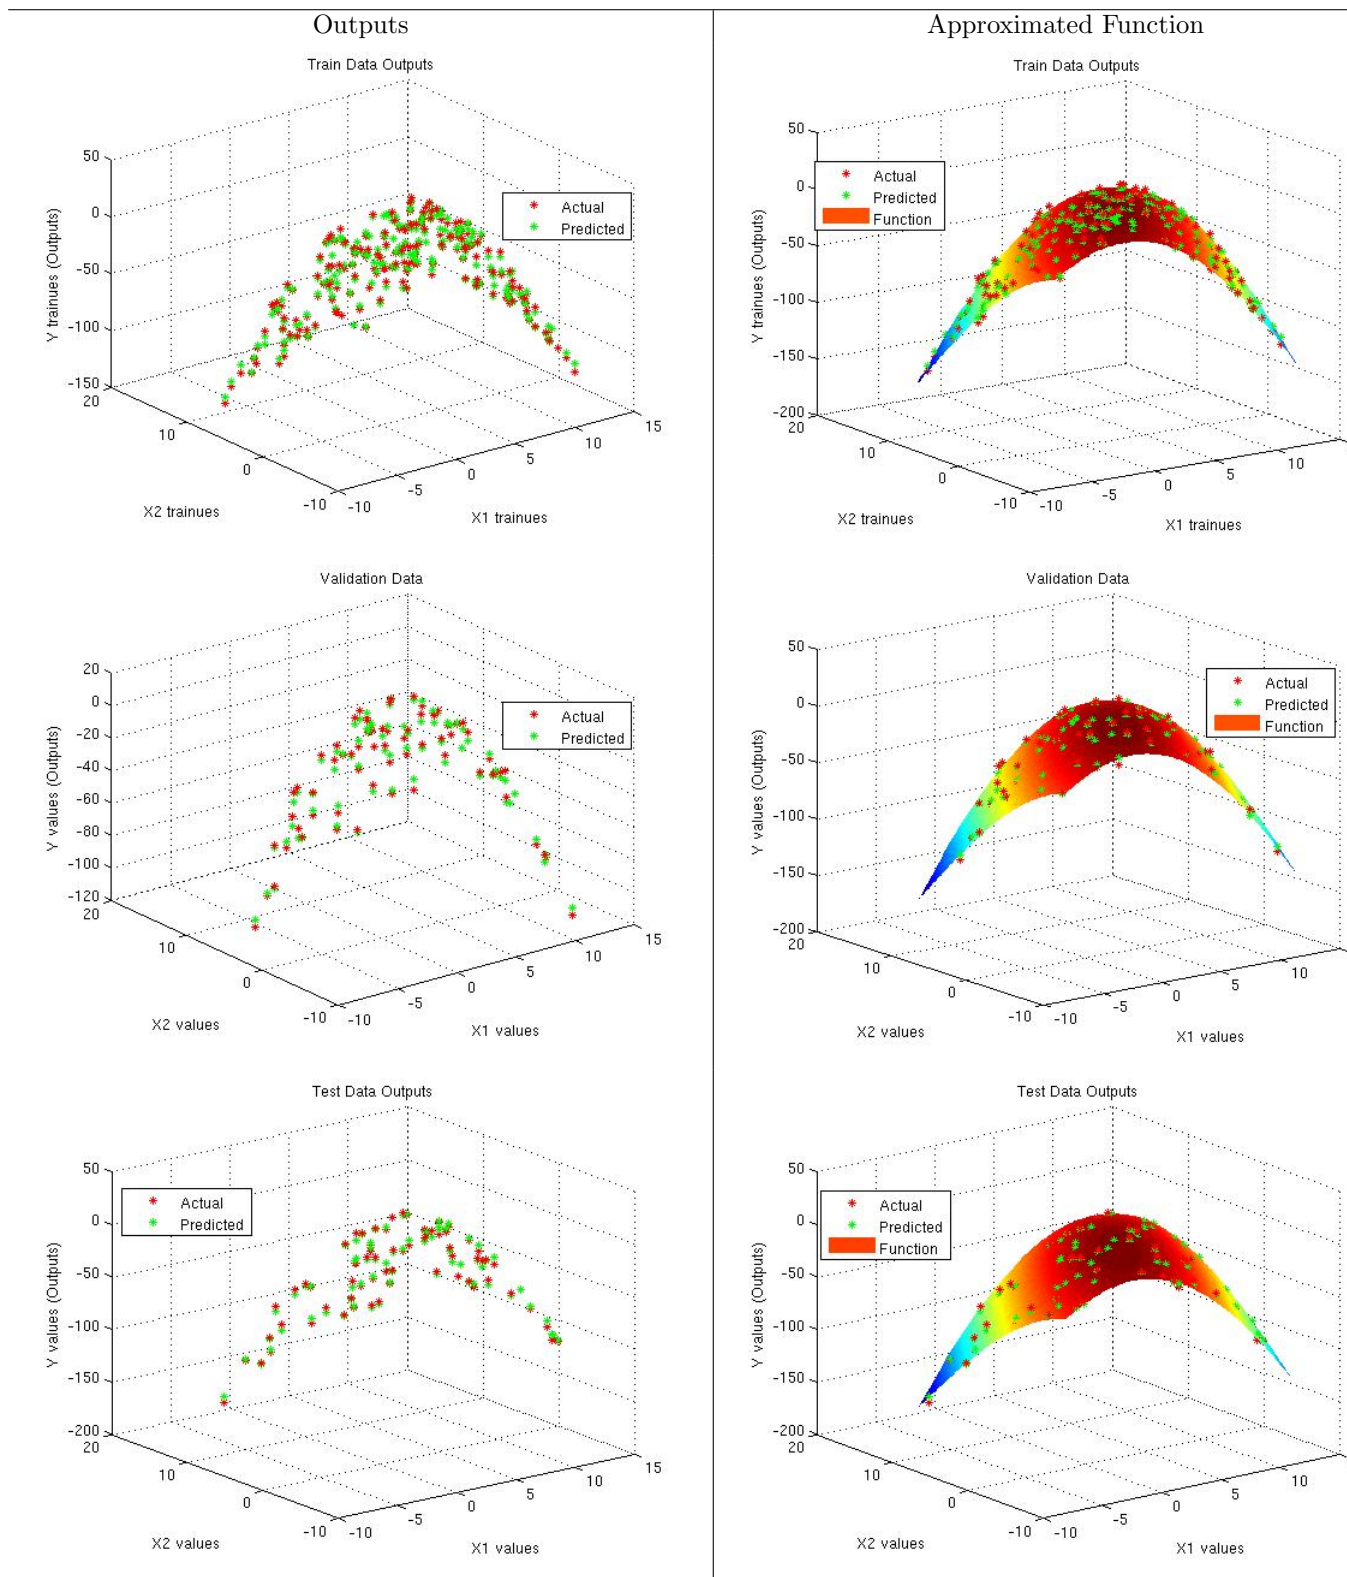 Outputs
Approximated Function
Train Data Outputs
50
0
-50
-100
-150
Y trainues (Outputs)
20
10
0
-10
X2 trainues
-10
-5
0
5
10
15
X1 trainues
Actual
Predicted
Train Data Outputs
50
0
-50
-100
-150
-200
Y trainues (Outputs)
20
10
0
-10
X2 trainues
-10
-5
0
5
10
X1 trainues
Actual
Predicted
Function
Validation Data
20
0
-20
-40
-60
-80
-100
-120
Y values (Outputs)
20
10
0
-10
X2 values
-10
-5
0
5
10
15
X1 values
Actual
Predicted
Validation Data
50
0
-50
-100
-150
-200
Y values (Outputs)
20
10
0
-10
X2 values
-10
-5
0
5
10
X1 values
Actual
Predicted
Function
Test Data Outputs
50
0
-50
-100
-150
-200
Y values (Outputs)
20
10
0
-10
X2 values
-10
-5
0
5
10
15
X1 values
Actual
Predicted
Test Data Outputs
50
0
-50
-100
-150
-200
Y values (Outputs)
20
10
0
-10
X2 values
-10
-5
0
5
10
X1 values
Actual
Predicted
Function